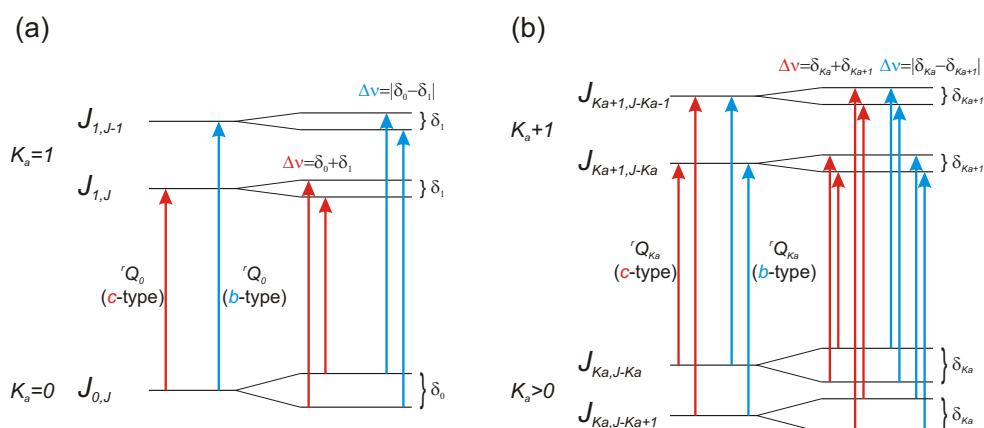 (a)
Δν=|δ₀−δ₁|
J₁,J-1
} δ₁
Kₐ=1
Δν=δ₀+δ₁
J₁,J
} δ₁
ʳQ₀
(c-type)
ʳQ₀
(b-type)
Kₐ=0
J₀,J
} δ₀
(b)
Δν=δKa+δKa+1
Δν=|δKa−δKa+1|
JKa+1,J-Ka-1
} δKa+1
Kₐ+1
JKa+1,J-Ka
} δKa+1
ʳQKa
(c-type)
ʳQKa
(b-type)
JKa,J-Ka
} δKa
Kₐ>0
JKa,J-Ka+1
} δKa